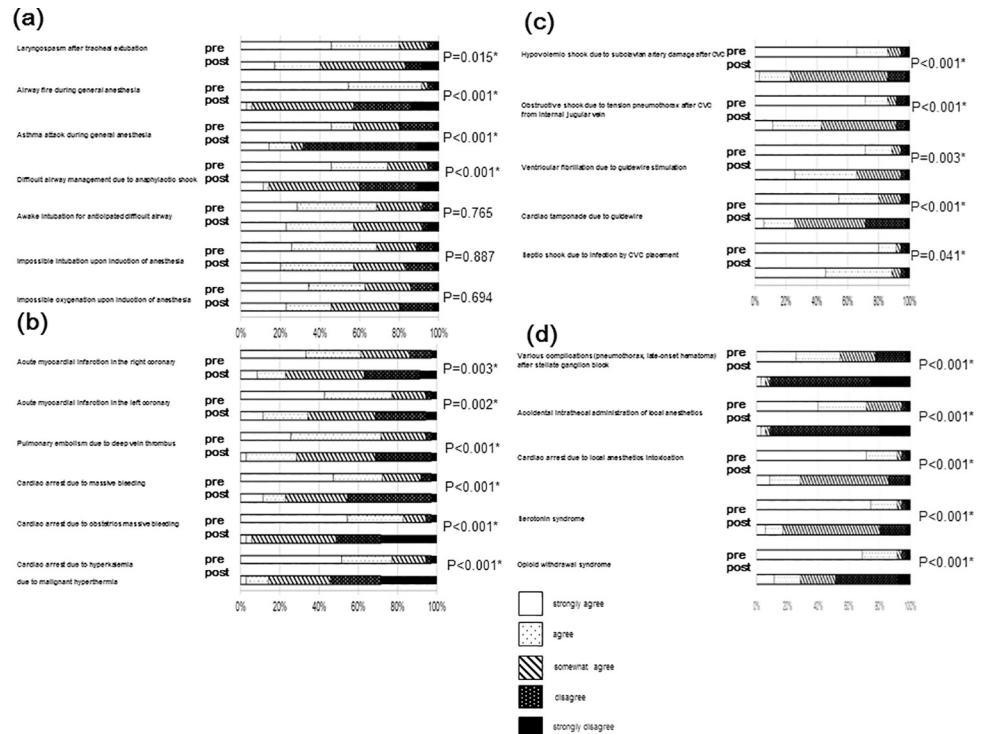 (a)
Laryngospasm after tracheal extubation
pre
post
P=0.015*
Airway fire during general anesthesia
pre
post
P<0.001*
Asthma attack during general anesthesia
pre
post
P<0.001*
Difficult airway management due to anaphylactic shock
pre
post
P<0.001*
Awake intubation for anticipated difficult airway
pre
post
P=0.765
Impossible intubation upon induction of anesthesia
pre
post
P=0.887
Impossible oxygenation upon induction of anesthesia
pre
post
P=0.694
0% 20% 40% 60% 80% 100%
(b)
Acute myocardial infarction in the right coronary
pre
post
P=0.003*
Acute myocardial infarction in the left coronary
pre
post
P=0.002*
Pulmonary embolism due to deep vein thrombus
pre
post
P<0.001*
Cardiac arrest due to massive bleeding
pre
post
P<0.001*
Cardiac arrest due to obstetrics massive bleeding
pre
post
P<0.001*
Cardiac arrest due to hyperkalemia
due to malignant hyperthermia
pre
post
P<0.001*
0% 20% 40% 60% 80% 100%
(c)
Hypovolemic shock due to subclavian artery damage after CVC
pre
post
P<0.001*
Obstructive shock due to tension pneumothorax after CVC
from internal jugular vein
pre
post
P<0.001*
Ventricular fibrillation due to guidewire stimulation
pre
post
P=0.003*
Cardiac tamponade due to guidewire
pre
post
P<0.001*
Septic shock due to infection by CVC placement
pre
post
P=0.041*
0% 20% 40% 60% 80% 100%
(d)
Various complications (pneumothorax, late-onset hematoma)
after stellate ganglion block
pre
post
P<0.001*
Accidental intrathecal administration of local anesthetics
pre
post
P<0.001*
Cardiac arrest due to local anesthetics intoxication
pre
post
P<0.001*
Serotonin syndrome
pre
post
P<0.001*
Opioid withdrawal syndrome
pre
post
P<0.001*
0% 20% 40% 60% 80% 100%
strongly agree
agree
somewhat agree
disagree
strongly disagree